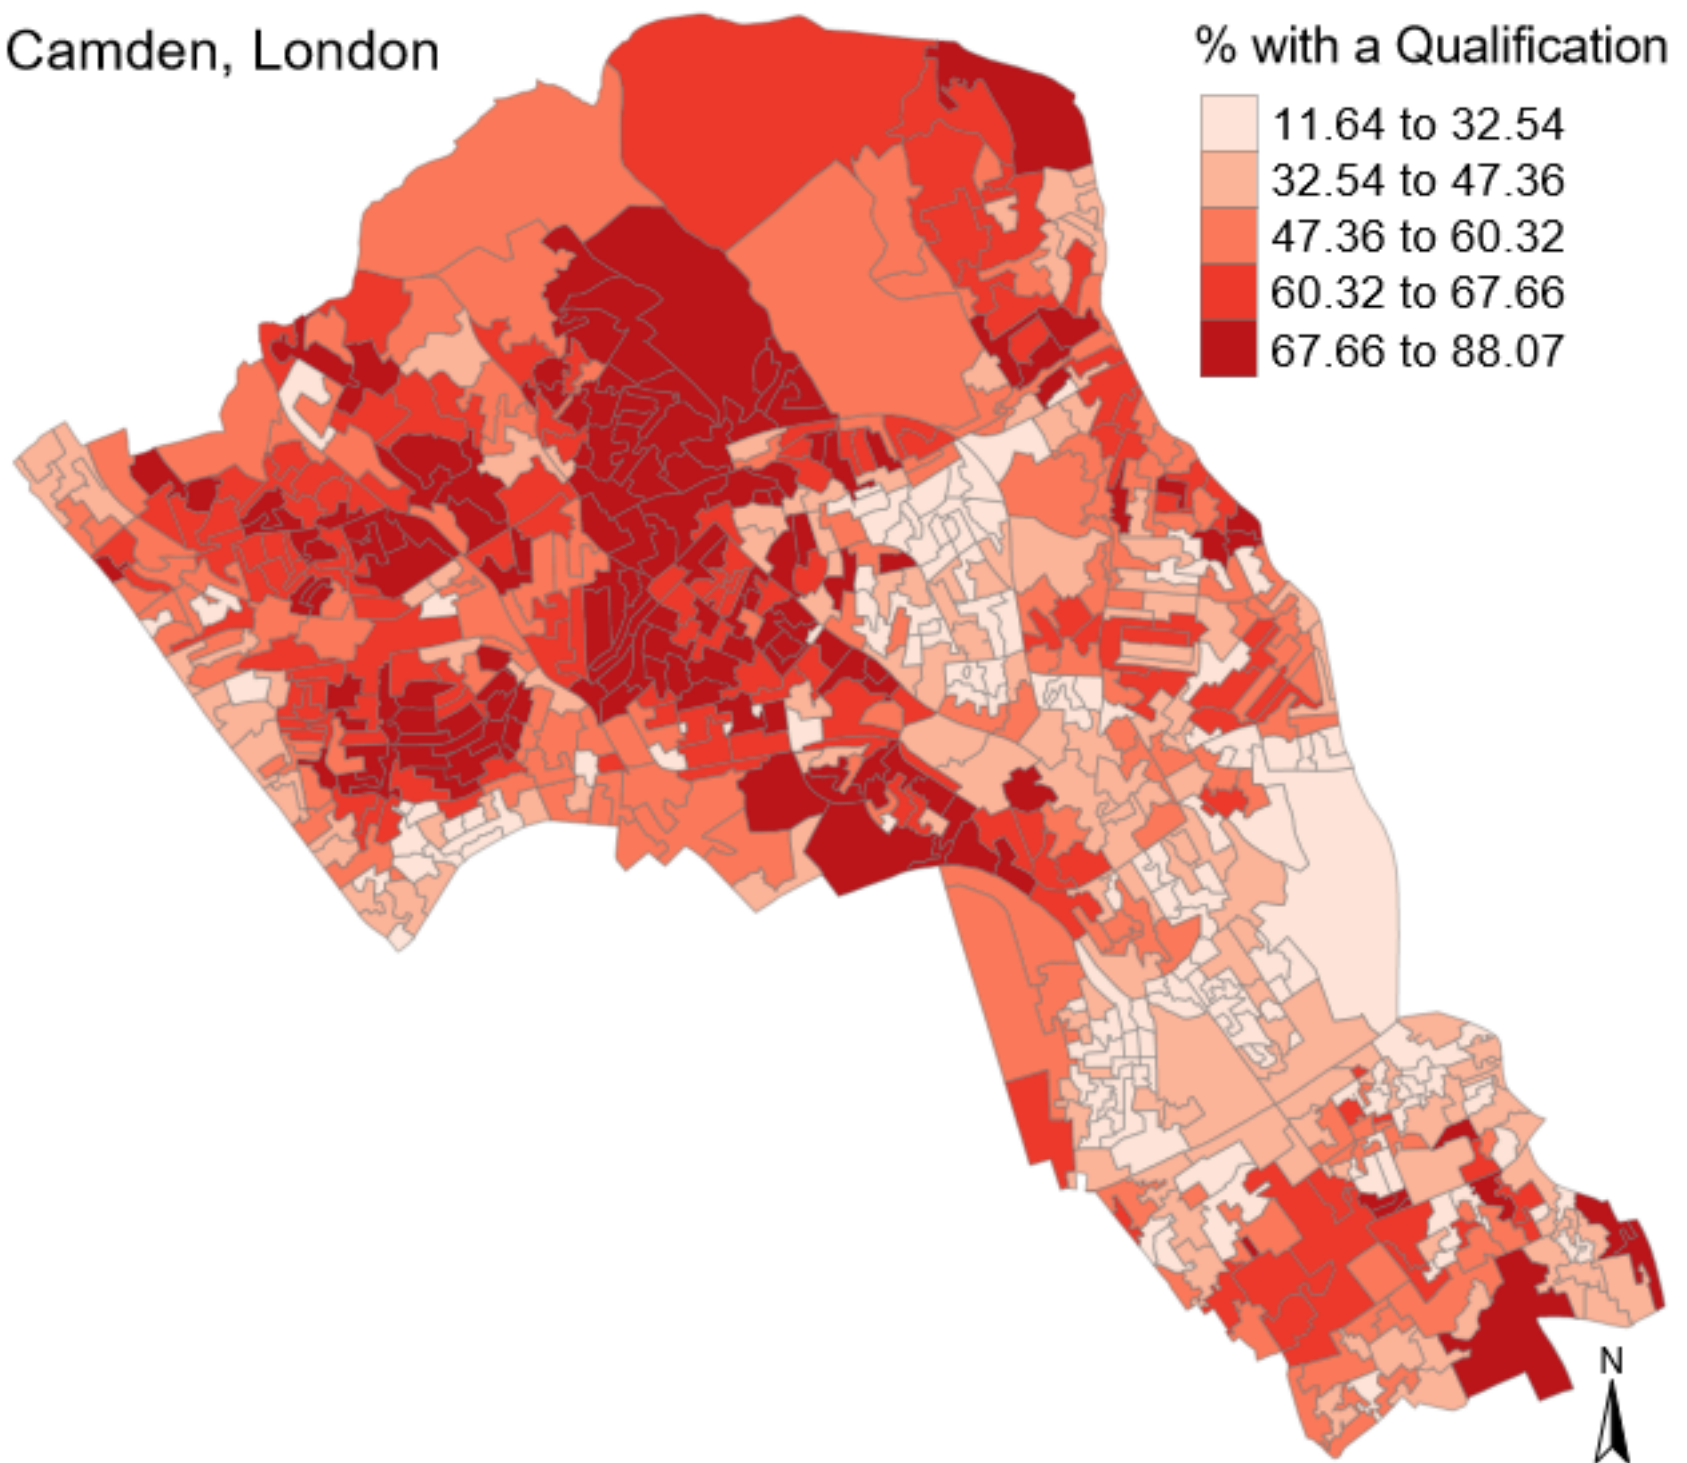 Camden, London
% with a Qualification
11.64 to 32.54
32.54 to 47.36
47.36 to 60.32
60.32 to 67.66
67.66 to 88.07
N